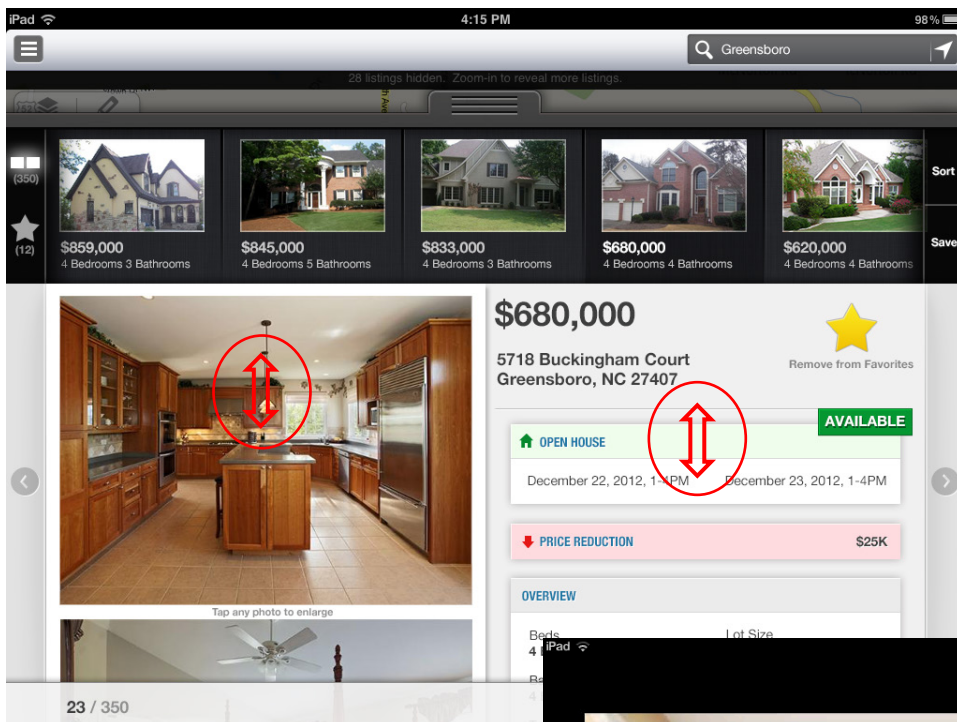 iPad 4:15 PM 98%
Greensboro
28 listings hidden. Zoom-in to reveal more listings.
(350)
Sort
$859,000 $845,000 $833,000 $680,000 $620,000
4 Bedrooms 3 Bathrooms 4 Bedrooms 5 Bathrooms 4 Bedrooms 3 Bathrooms 4 Bedrooms 4 Bathrooms 4 Bedrooms 4 Bathrooms
(12)
Save
$680,000
5718 Buckingham Court
Greensboro, NC 27407
Remove from Favorites
AVAILABLE
OPEN HOUSE
December 22, 2012, 1-4PM December 23, 2012, 1-4PM
PRICE REDUCTION $25K
Tap any photo to enlarge
OVERVIEW
Beds Lot Size
4
iPad
23 / 350